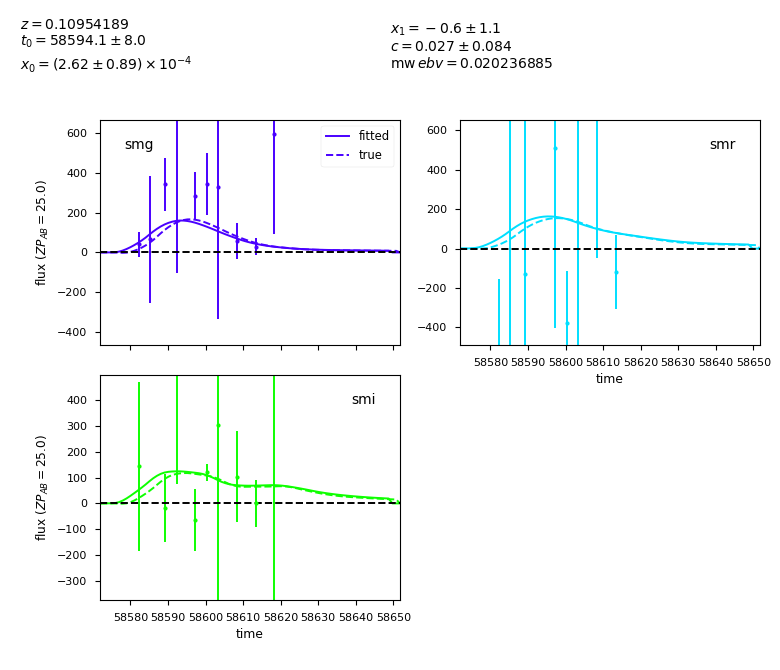 z = 0.10954189
t₀ = 58594.1 ± 8.0
x₀ = (2.62 ± 0.89) × 10⁻⁴
x₁ = −0.6 ± 1.1
c = 0.027 ± 0.084
mw ebv = 0.020236885
smg
fitted
true
600
400
200
0
−200
−400
flux (ZP_AB = 25.0)
smr
600
400
200
0
−200
−400
58580 58590 58600 58610 58620 58630 58640 58650
time
smi
400
300
200
100
0
−100
−200
−300
flux (ZP_AB = 25.0)
58580 58590 58600 58610 58620 58630 58640 58650
time